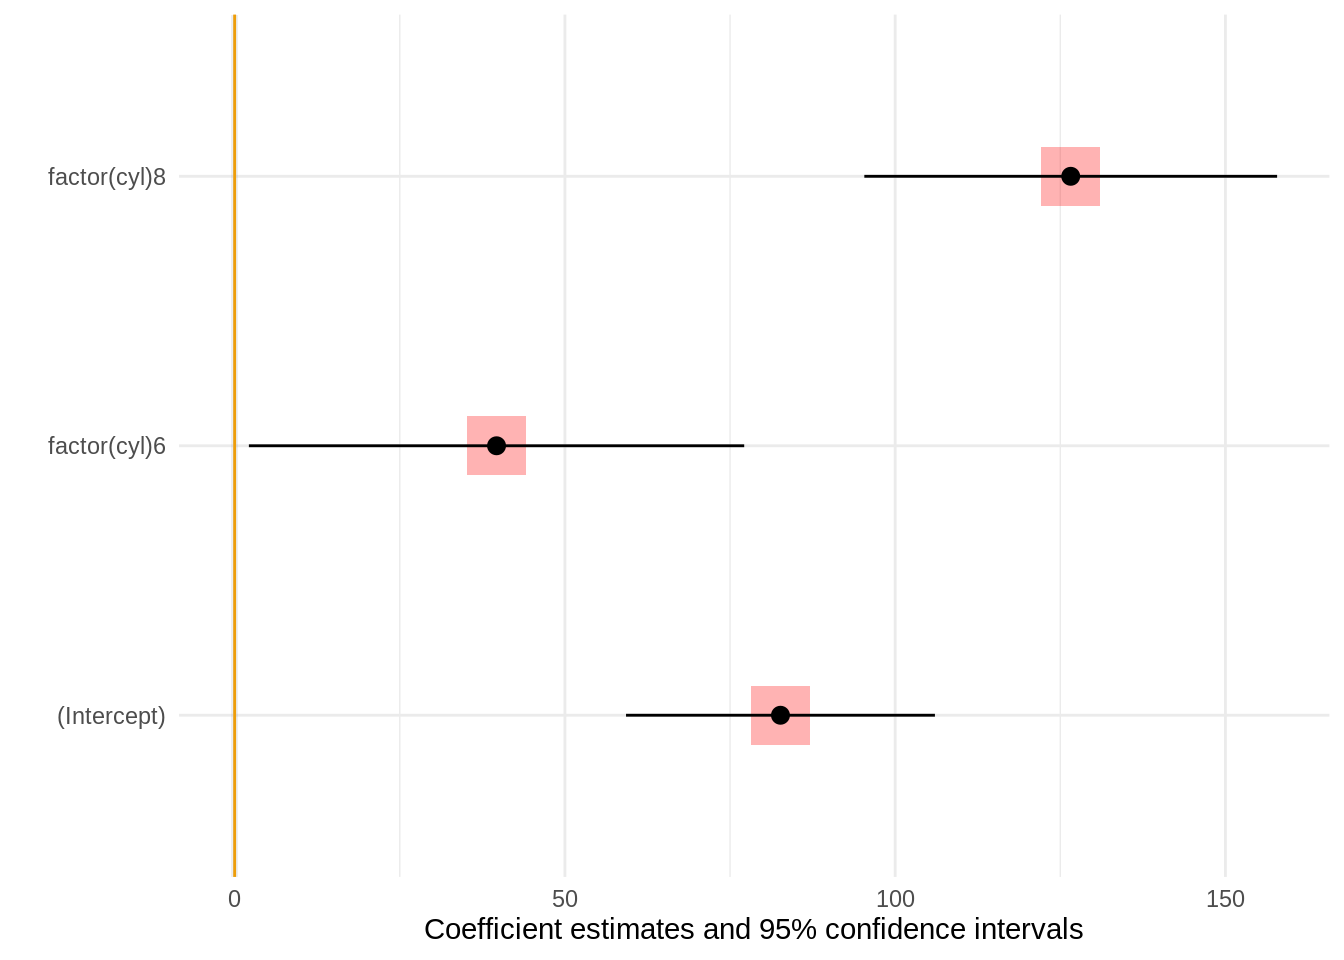 factor(cyl)8
factor(cyl)6
(Intercept)
0 50 100 150
Coefficient estimates and 95% confidence intervals